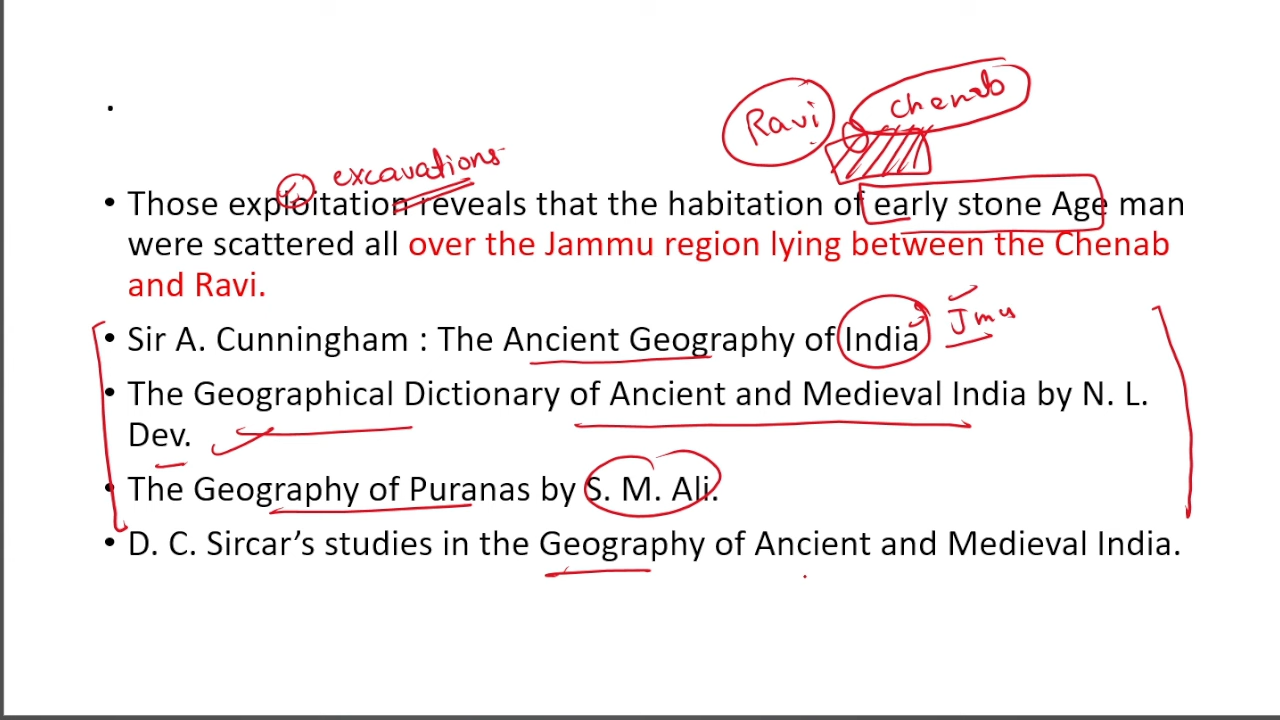 Ravi Chenab
excavations
• Those exploitation reveals that the habitation of early stone Age man
were scattered all over the Jammu region lying between the Chenab
and Ravi.
Jmu
• Sir A. Cunningham : The Ancient Geography of India
• The Geographical Dictionary of Ancient and Medieval India by N. L.
Dev.
• The Geography of Puranas by S. M. Ali.
• D. C. Sircar’s studies in the Geography of Ancient and Medieval India.